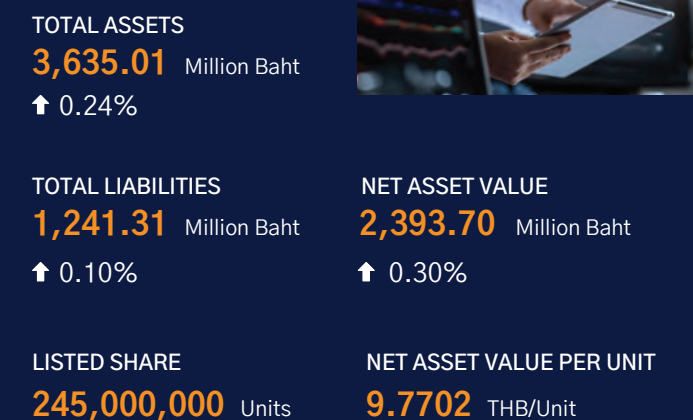 TOTAL ASSETS
3,635.01 Million Baht
0.24%
TOTAL LIABILITIES
1,241.31 Million Baht
0.10%
NET ASSET VALUE
2,393.70 Million Baht
0.30%
LISTED SHARE
245,000,000 Units
NET ASSET VALUE PER UNIT
9.7702 THB/Unit